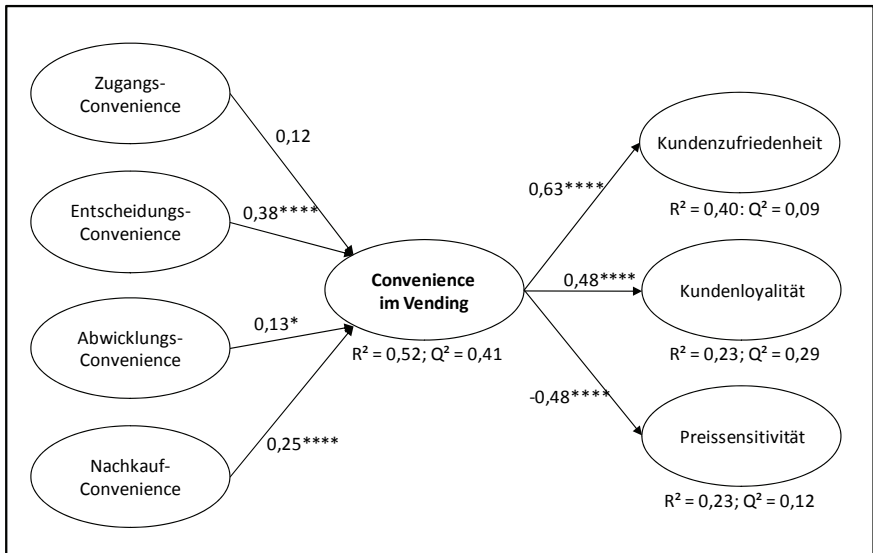 Zugangs-
Convenience
0,12
Entscheidungs-
Convenience
0,38****
Abwicklungs-
Convenience
0,13*
Nachkauf-
Convenience
0,25****
Convenience
im Vending
R² = 0,52; Q² = 0,41
0,63****
Kundenzufriedenheit
R² = 0,40: Q² = 0,09
0,48****
Kundenloyalität
R² = 0,23; Q² = 0,29
-0,48****
Preissensitivität
R² = 0,23; Q² = 0,12